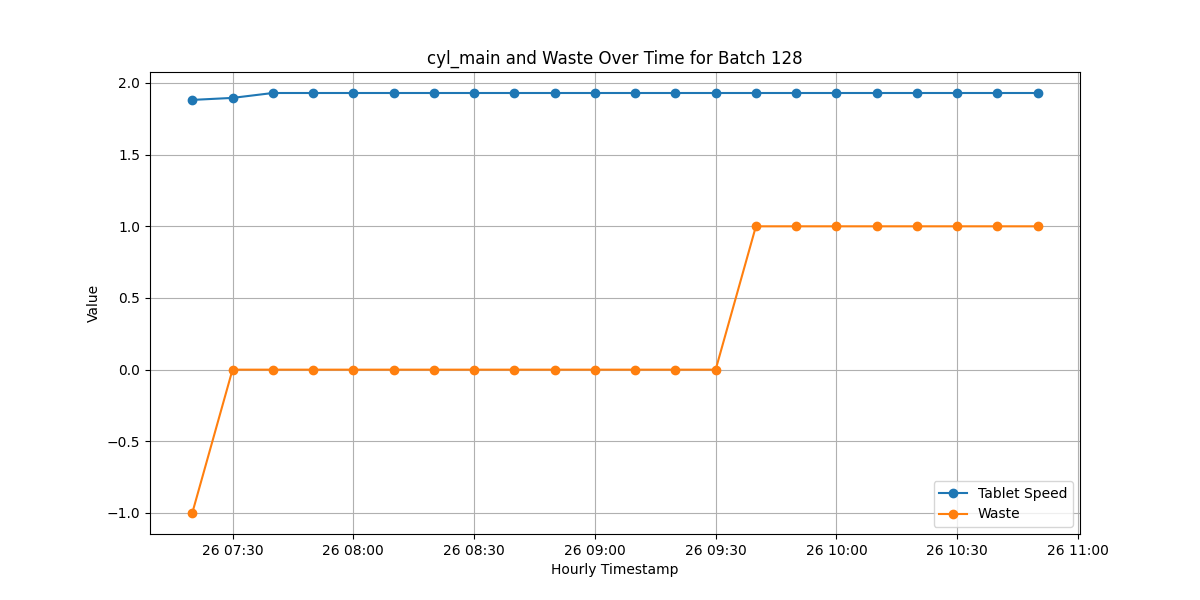 cyl_main and Waste Over Time for Batch 128
Value
2.0
1.5
1.0
0.5
0.0
−0.5
−1.0
Tablet Speed
Waste
26 07:30 26 08:00 26 08:30 26 09:00 26 09:30 26 10:00 26 10:30 26 11:00
Hourly Timestamp